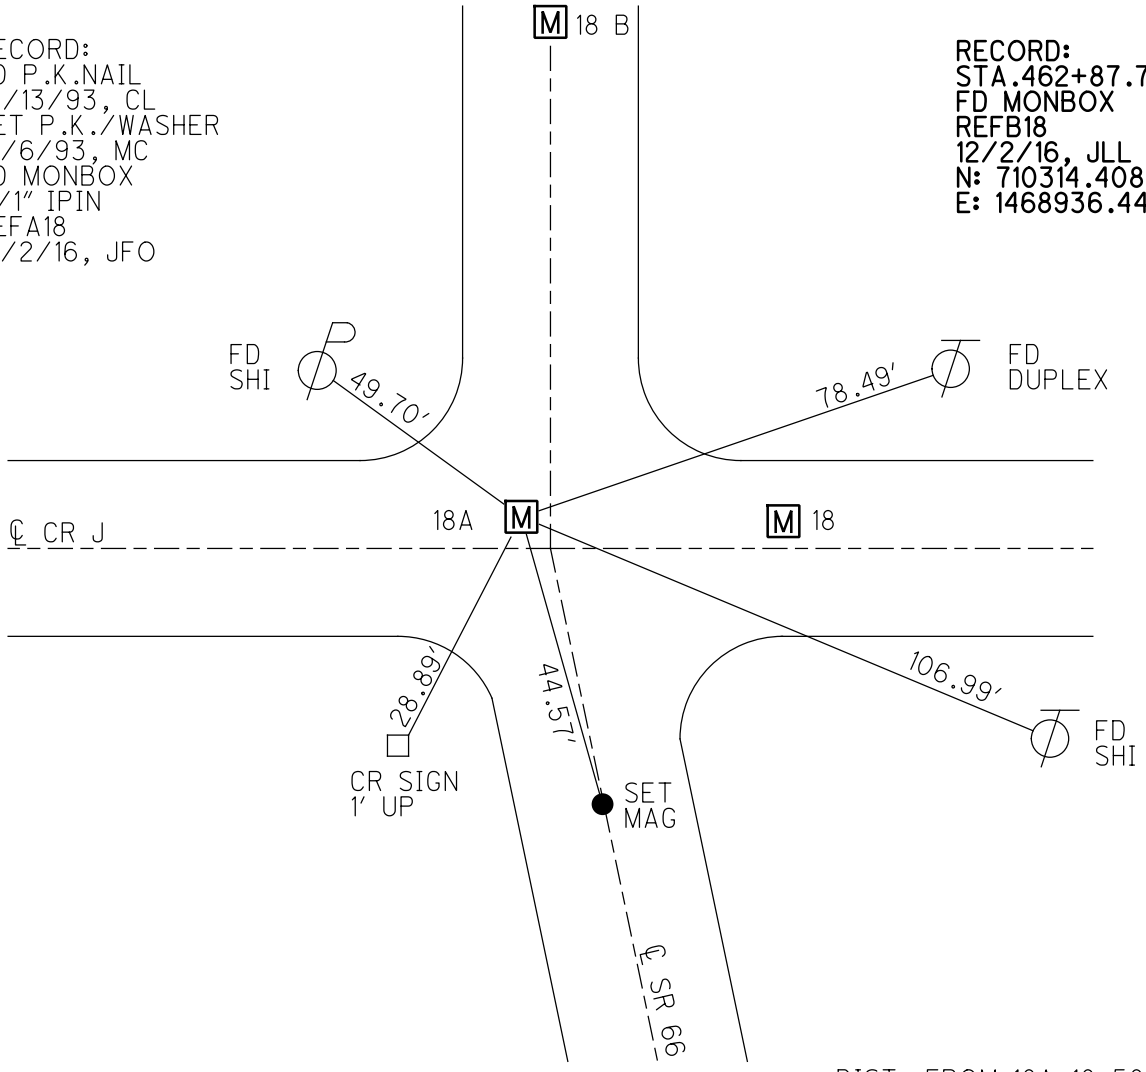 M 18 B
ECORD:
P.K.NAIL
/13/93, CL
ET P.K./WASHER
/6/93, MC
MONBOX
/1" IPIN
EFA18
/2/16, JFO
RECORD:
STA.462+87.7
FD MONBOX
REFB18
12/2/16, JLL
N: 710314.408
E: 1468936.44
FD
SHI
49.70'
78.49'
FD
DUPLEX
18A M
M 18
℄ CR J
28.89'
44.57'
106.99'
FD
SHI
CR SIGN
1' UP
SET
MAG
℄ SR 66